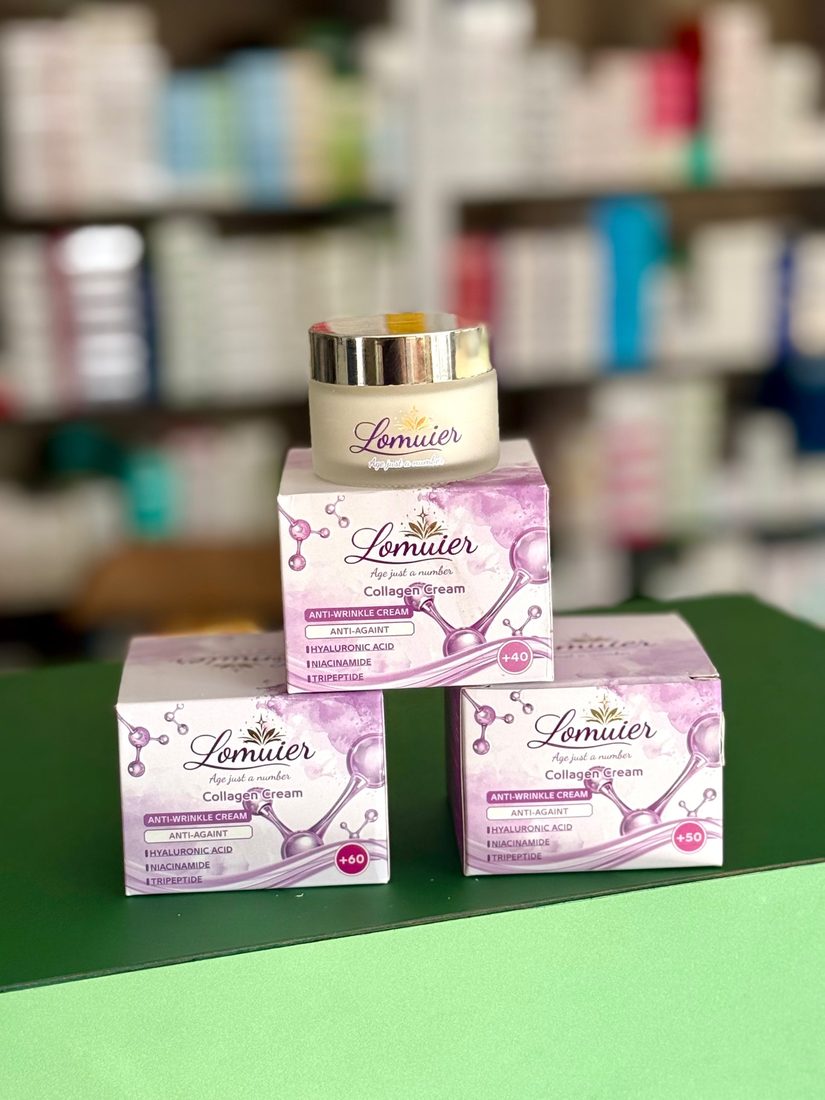 Lomuier
Age just a number
Lomuier
Age just a number
Collagen Cream
ANTI-WRINKLE CREAM
ANTI-AGAINT
HYALURONIC ACID
NIACINAMIDE
TRIPEPTIDE
+40
Lomuier
Lomuier
Age just a number
Collagen Cream
ANTI-WRINKLE CREAM
ANTI-AGAINT
HYALURONIC ACID
NIACINAMIDE
TRIPEPTIDE
+60
Lomuier
Lomuier
Age just a number
Collagen Cream
ANTI-WRINKLE CREAM
ANTI-AGAINT
HYALURONIC ACID
NIACINAMIDE
TRIPEPTIDE
+50